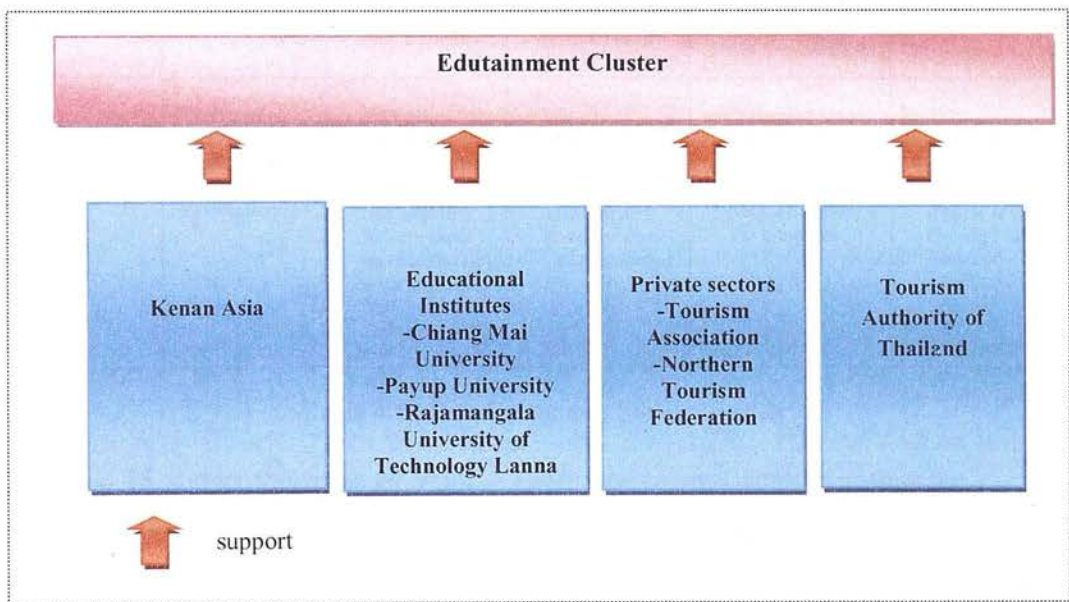 Edutainment Cluster
Kenan Asia
Educational
Institutes
-Chiang Mai
University
-Payup University
-Rajamangala
University of
Technology Lanna
Private sectors
-Tourism
Association
-Northern
Tourism
Federation
Tourism
Authority of
Thailand
support